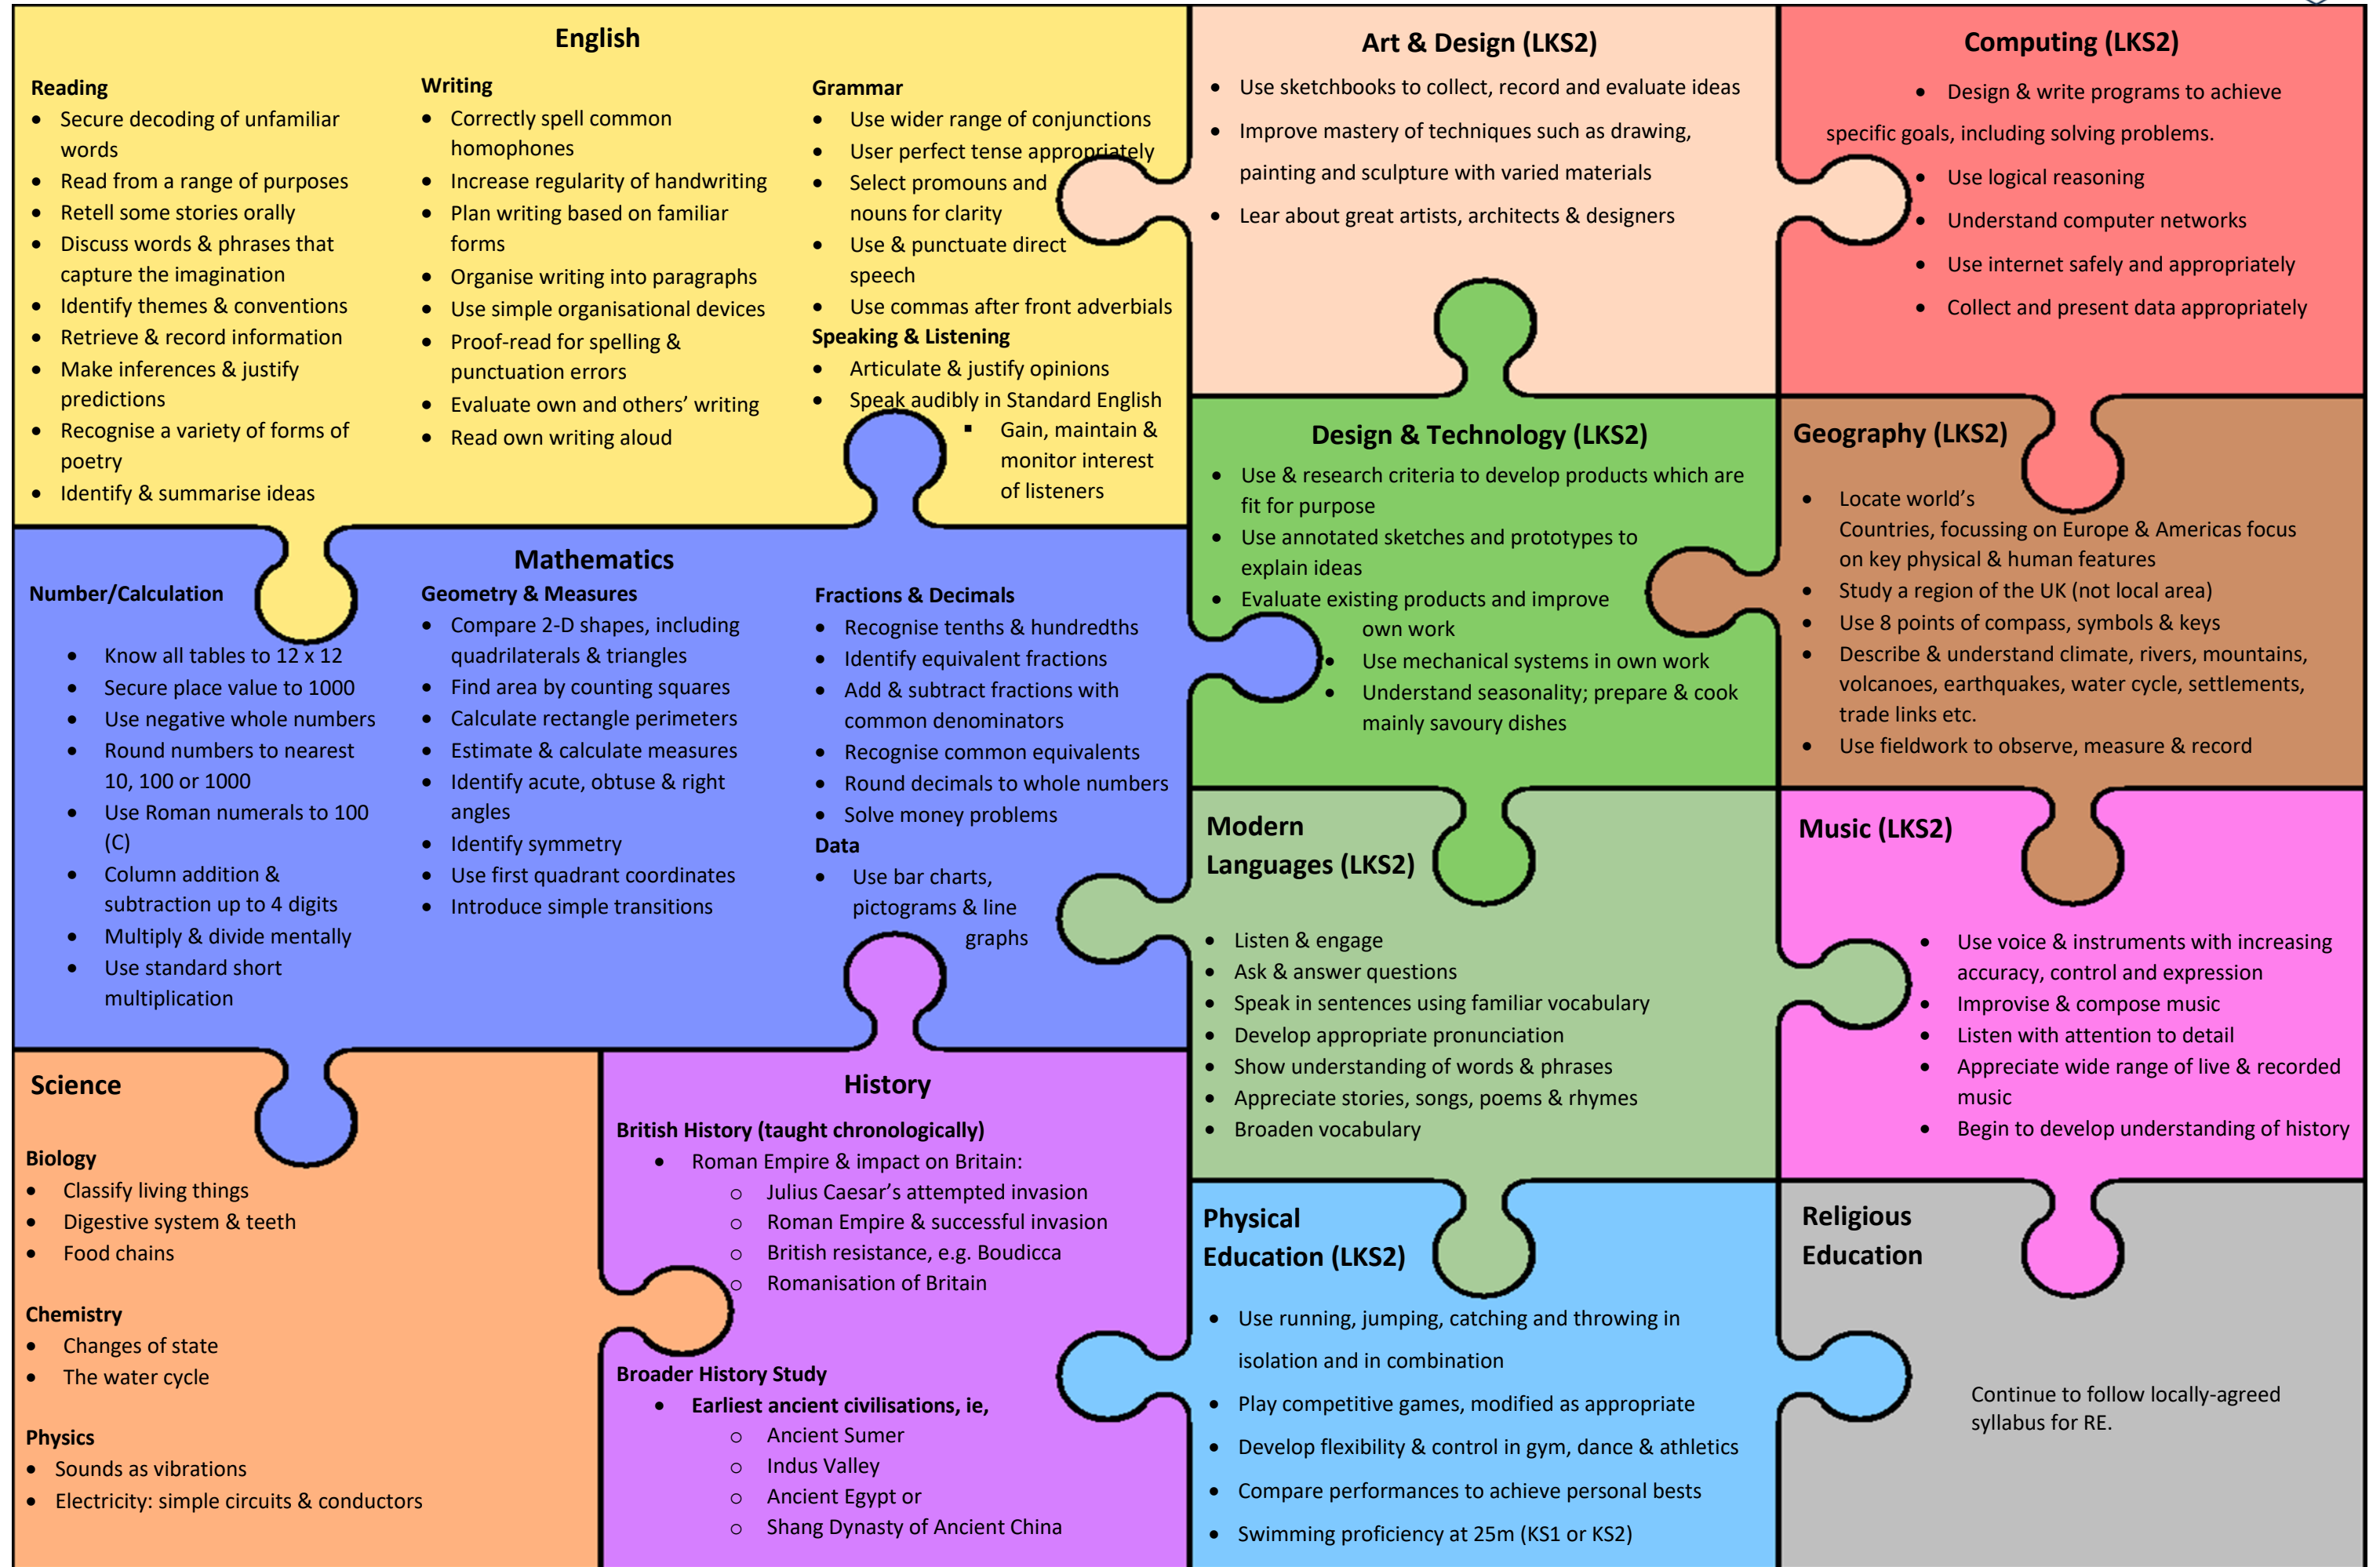 English
Reading
• Secure decoding of unfamiliar
words
• Read from a range of purposes
• Retell some stories orally
• Discuss words & phrases that
capture the imagination
• Identify themes & conventions
• Retrieve & record information
• Make inferences & justify
predictions
• Recognise a variety of forms of
poetry
• Identify & summarise ideas
Writing
• Correctly spell common
homophones
• Increase regularity of handwriting
• Plan writing based on familiar
forms
• Organise writing into paragraphs
• Use simple organisational devices
• Proof-read for spelling &
punctuation errors
• Evaluate own and others’ writing
• Read own writing aloud
Grammar
• Use wider range of conjunctions
• User perfect tense appropriately
• Select promouns and
nouns for clarity
• Use & punctuate direct
speech
• Use commas after front adverbials
Speaking & Listening
• Articulate & justify opinions
• Speak audibly in Standard English
▪ Gain, maintain &
monitor interest
of listeners
Art & Design (LKS2)
• Use sketchbooks to collect, record and evaluate ideas
• Improve mastery of techniques such as drawing,
painting and sculpture with varied materials
• Lear about great artists, architects & designers
Computing (LKS2)
• Design & write programs to achieve
specific goals, including solving problems.
• Use logical reasoning
• Understand computer networks
• Use internet safely and appropriately
• Collect and present data appropriately
Design & Technology (LKS2)
• Use & research criteria to develop products which are
fit for purpose
• Use annotated sketches and prototypes to
explain ideas
• Evaluate existing products and improve
own work
• Use mechanical systems in own work
• Understand seasonality; prepare & cook
mainly savoury dishes
Geography (LKS2)
• Locate world’s
Countries, focussing on Europe & Americas focus
on key physical & human features
• Study a region of the UK (not local area)
• Use 8 points of compass, symbols & keys
• Describe & understand climate, rivers, mountains,
volcanoes, earthquakes, water cycle, settlements,
trade links etc.
• Use fieldwork to observe, measure & record
Mathematics
Number/Calculation
• Know all tables to 12 x 12
• Secure place value to 1000
• Use negative whole numbers
• Round numbers to nearest
10, 100 or 1000
• Use Roman numerals to 100
(C)
• Column addition &
subtraction up to 4 digits
• Multiply & divide mentally
• Use standard short
multiplication
Geometry & Measures
• Compare 2-D shapes, including
quadrilaterals & triangles
• Find area by counting squares
• Calculate rectangle perimeters
• Estimate & calculate measures
• Identify acute, obtuse & right
angles
• Identify symmetry
• Use first quadrant coordinates
• Introduce simple transitions
Fractions & Decimals
• Recognise tenths & hundredths
• Identify equivalent fractions
• Add & subtract fractions with
common denominators
• Recognise common equivalents
• Round decimals to whole numbers
• Solve money problems
Data
• Use bar charts,
pictograms & line
graphs
Modern
Languages (LKS2)
• Listen & engage
• Ask & answer questions
• Speak in sentences using familiar vocabulary
• Develop appropriate pronunciation
• Show understanding of words & phrases
• Appreciate stories, songs, poems & rhymes
• Broaden vocabulary
Music (LKS2)
• Use voice & instruments with increasing
accuracy, control and expression
• Improvise & compose music
• Listen with attention to detail
• Appreciate wide range of live & recorded
music
• Begin to develop understanding of history
Science
Biology
• Classify living things
• Digestive system & teeth
• Food chains
Chemistry
• Changes of state
• The water cycle
Physics
• Sounds as vibrations
• Electricity: simple circuits & conductors
History
British History (taught chronologically)
• Roman Empire & impact on Britain:
o Julius Caesar’s attempted invasion
o Roman Empire & successful invasion
o British resistance, e.g. Boudicca
o Romanisation of Britain
Broader History Study
• Earliest ancient civilisations, ie,
o Ancient Sumer
o Indus Valley
o Ancient Egypt or
o Shang Dynasty of Ancient China
Physical
Education (LKS2)
• Use running, jumping, catching and throwing in
isolation and in combination
• Play competitive games, modified as appropriate
• Develop flexibility & control in gym, dance & athletics
• Compare performances to achieve personal bests
• Swimming proficiency at 25m (KS1 or KS2)
Religious
Education
Continue to follow locally-agreed
syllabus for RE.